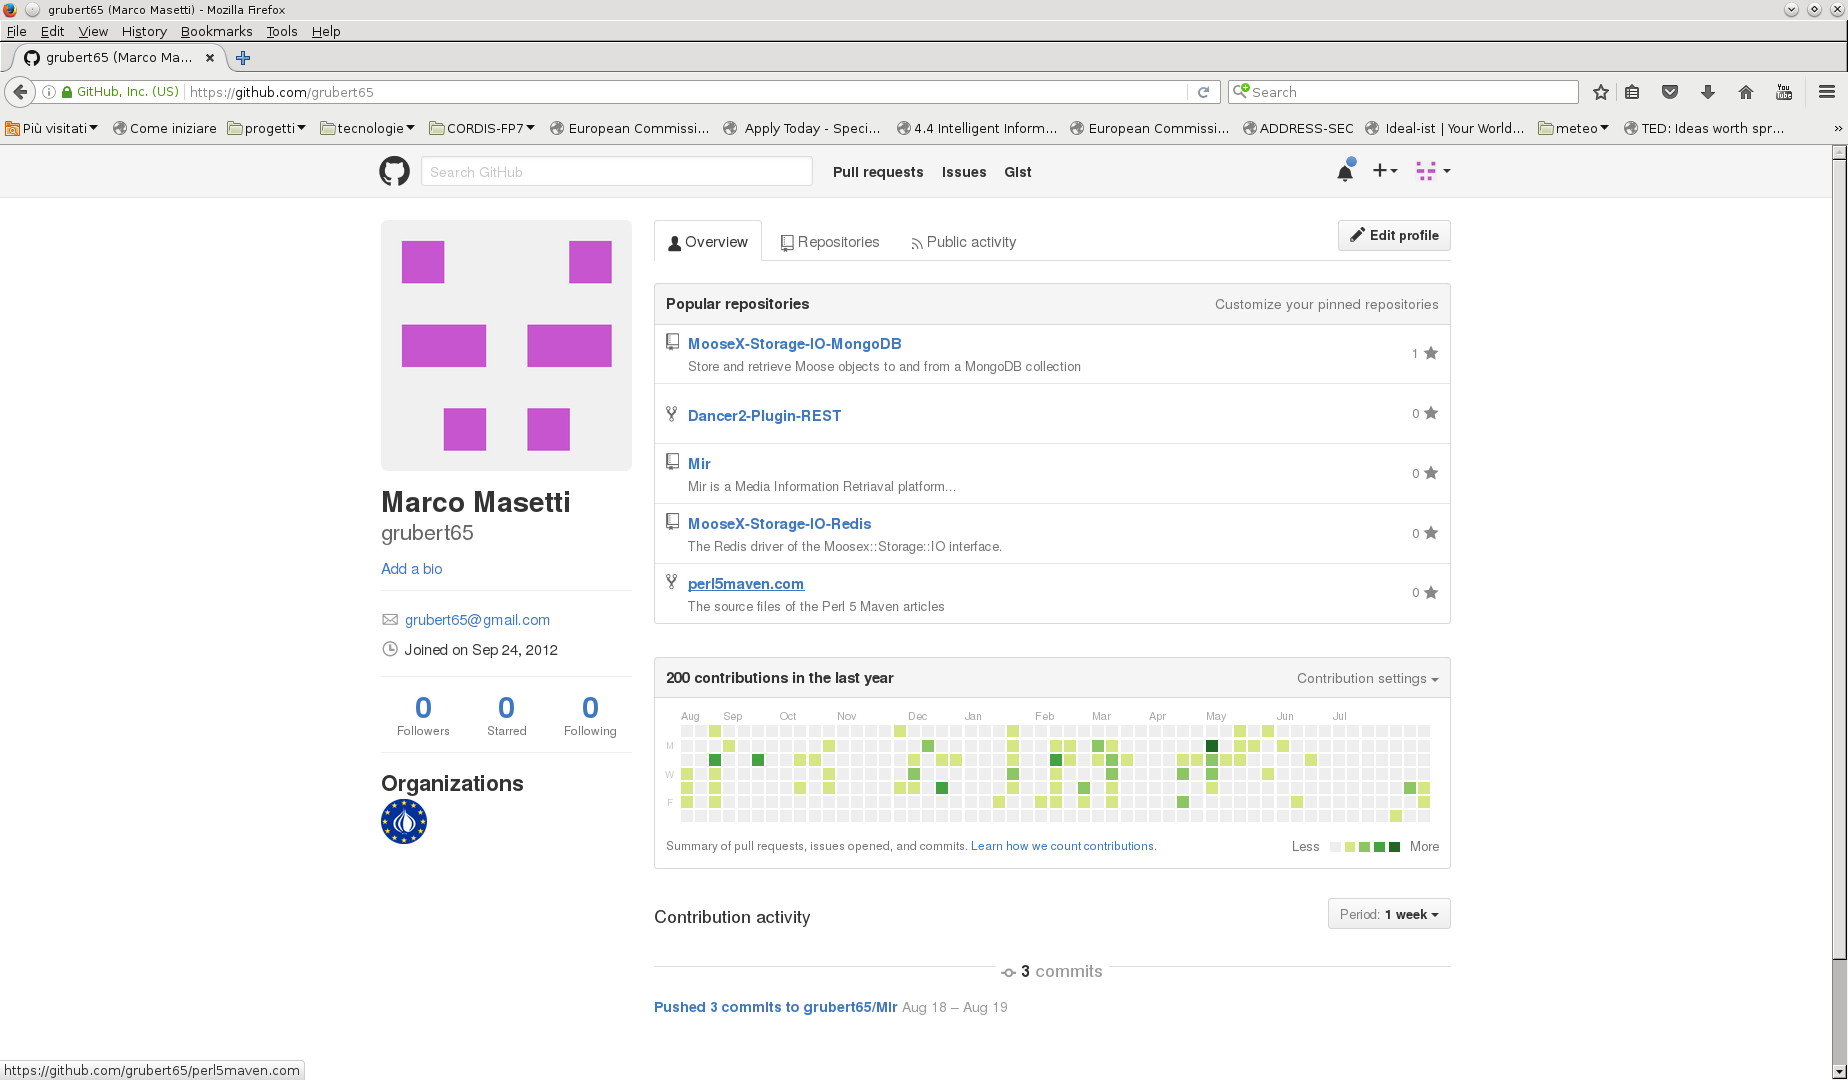 grubert65 (Marco Masetti) - Mozilla Firefox
File Edit View History Bookmarks Tools Help
grubert65 (Marco Ma...
GitHub, Inc. (US) https://github.com/grubert65 Search
Più visitati Come iniziare progetti tecnologie CORDIS-FP7 European Commissi... Apply Today - Speci... 4.4 Intelligent Inform... European Commissi... ADDRESS-SEC Ideal-ist | Your World... meteo TED: Ideas worth spr... »
Search GitHub Pull requests Issues Gist
Overview Repositories Public activity Edit profile
Popular repositories Customize your pinned repositories
MooseX-Storage-IO-MongoDB
Store and retrieve Moose objects to and from a MongoDB collection
1
Dancer2-Plugin-REST
0
Mir
Mir is a Media Information Retriaval platform...
0
MooseX-Storage-IO-Redis
The Redis driver of the Moosex::Storage::IO interface.
0
perl5maven.com
The source files of the Perl 5 Maven articles
0
Marco Masetti
grubert65
Add a bio
grubert65@gmail.com
Joined on Sep 24, 2012
0 0 0
Followers Starred Following
Organizations
200 contributions in the last year Contribution settings
Aug Sep Oct Nov Dec Jan Feb Mar Apr May Jun Jul
M
W
F
Summary of pull requests, issues opened, and commits. Learn how we count contributions. Less More
Contribution activity Period: 1 week
3 commits
Pushed 3 commits to grubert65/Mir Aug 18 – Aug 19
https://github.com/grubert65/perl5maven.com